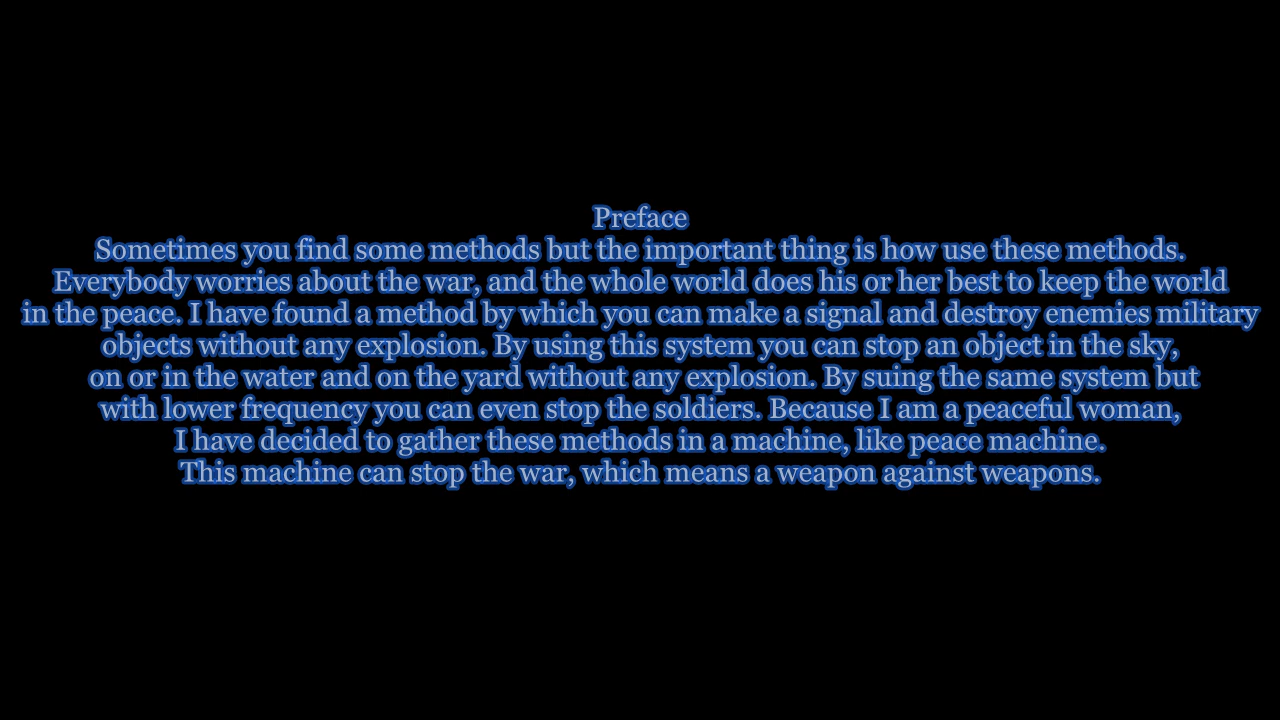 Preface
Sometimes you find some methods but the important thing is how use these methods.
Everybody worries about the war, and the whole world does his or her best to keep the world
in the peace. I have found a method by which you can make a signal and destroy enemies military
objects without any explosion. By using this system you can stop an object in the sky,
on or in the water and on the yard without any explosion. By suing the same system but
with lower frequency you can even stop the soldiers. Because I am a peaceful woman,
I have decided to gather these methods in a machine, like peace machine.
This machine can stop the war, which means a weapon against weapons.